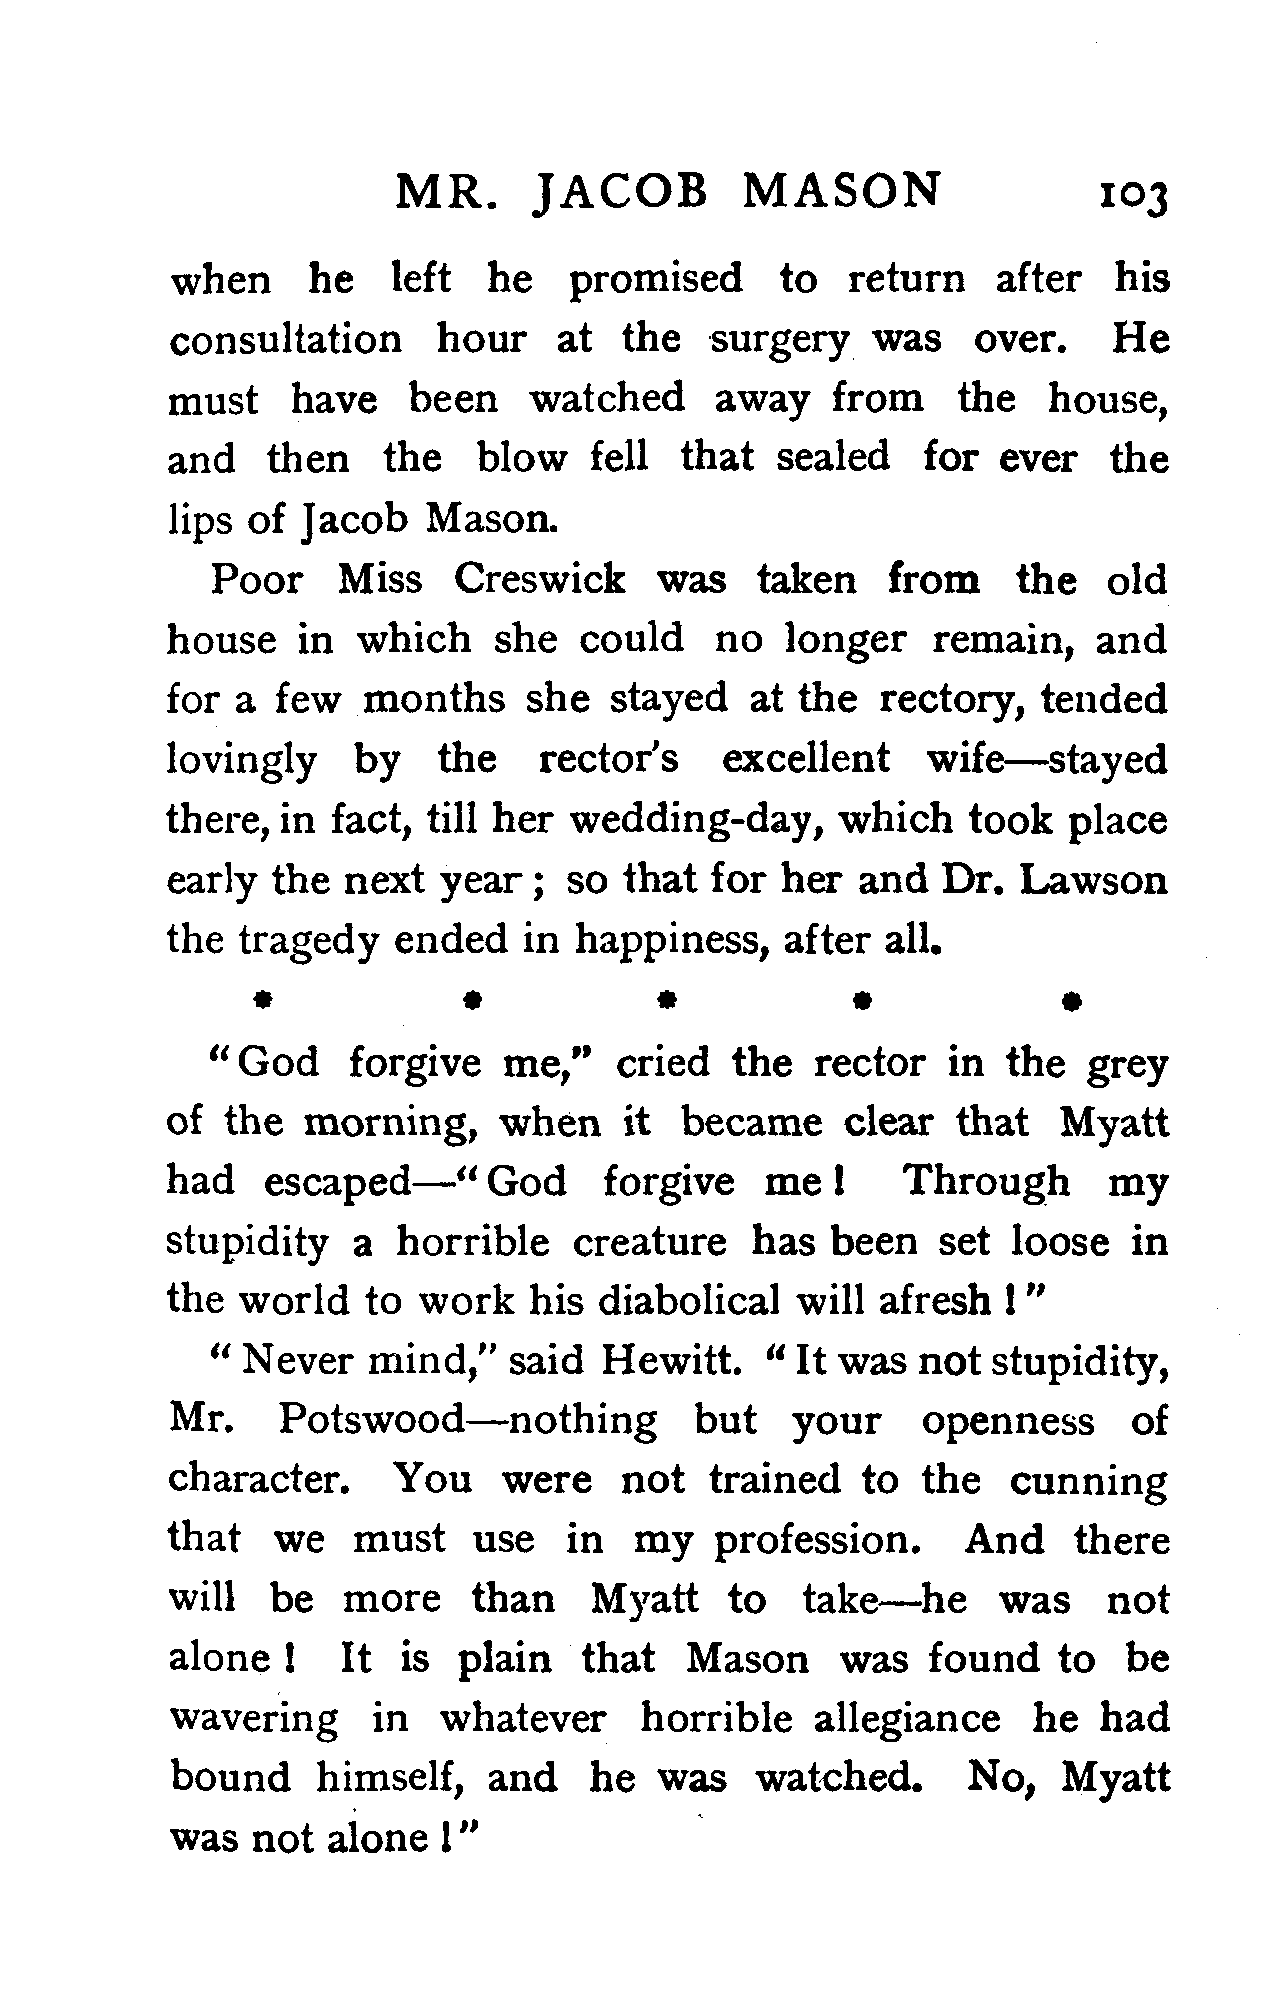 MR. JACOB MASON 103
when he left he promised to return after his
consultation hour at the surgery was over. He
must have been watched away from the house,
and then the blow fell that sealed for ever the
lips of Jacob Mason.
Poor Miss Creswick was taken from the old
house in which she could no longer remain, and
for a few months she stayed at the rectory, tended
lovingly by the rector's excellent wife—stayed
there, in fact, till her wedding-day, which took place
early the next year; so that for her and Dr. Lawson
the tragedy ended in happiness, after all.
* * * * *
"God forgive me," cried the rector in the grey
of the morning, when it became clear that Myatt
had escaped—"God forgive me! Through my
stupidity a horrible creature has been set loose in
the world to work his diabolical will afresh!"
"Never mind," said Hewitt. "It was not stupidity,
Mr. Potswood—nothing but your openness of
character. You were not trained to the cunning
that we must use in my profession. And there
will be more than Myatt to take—he was not
alone! It is plain that Mason was found to be
wavering in whatever horrible allegiance he had
bound himself, and he was watched. No, Myatt
was not alone!"